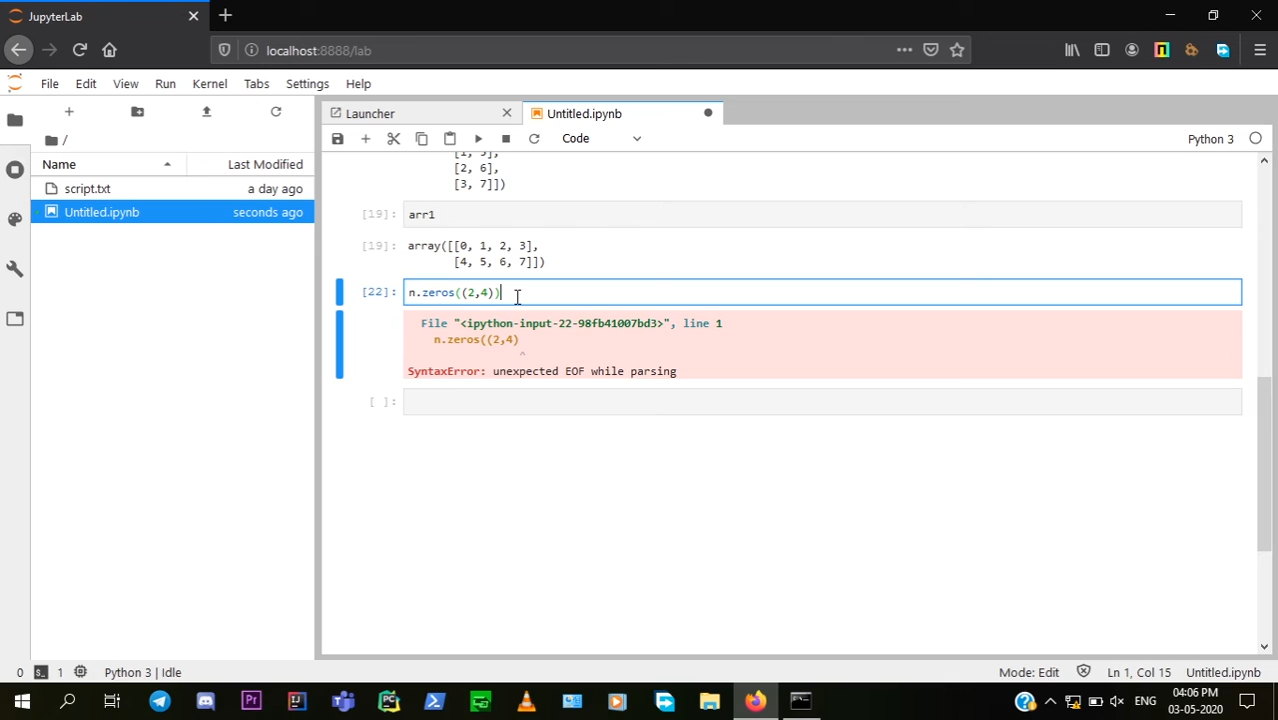 JupyterLab
localhost:8888/lab
File Edit View Run Kernel Tabs Settings Help
Launcher
Untitled.ipynb
Code
Python 3
/
Name Last Modified
script.txt a day ago
Untitled.ipynb seconds ago
[1, 5],
[2, 6],
[3, 7]])
[19]: arr1
[19]: array([[0, 1, 2, 3],
[4, 5, 6, 7]])
[22]: n.zeros((2,4))
File "<ipython-input-22-98fb41007bd3>", line 1
n.zeros((2,4)
^
SyntaxError: unexpected EOF while parsing
[ ]:
0 1 Python 3 | Idle
Mode: Edit Ln 1, Col 15 Untitled.ipynb
ENG
04:06 PM
03-05-2020